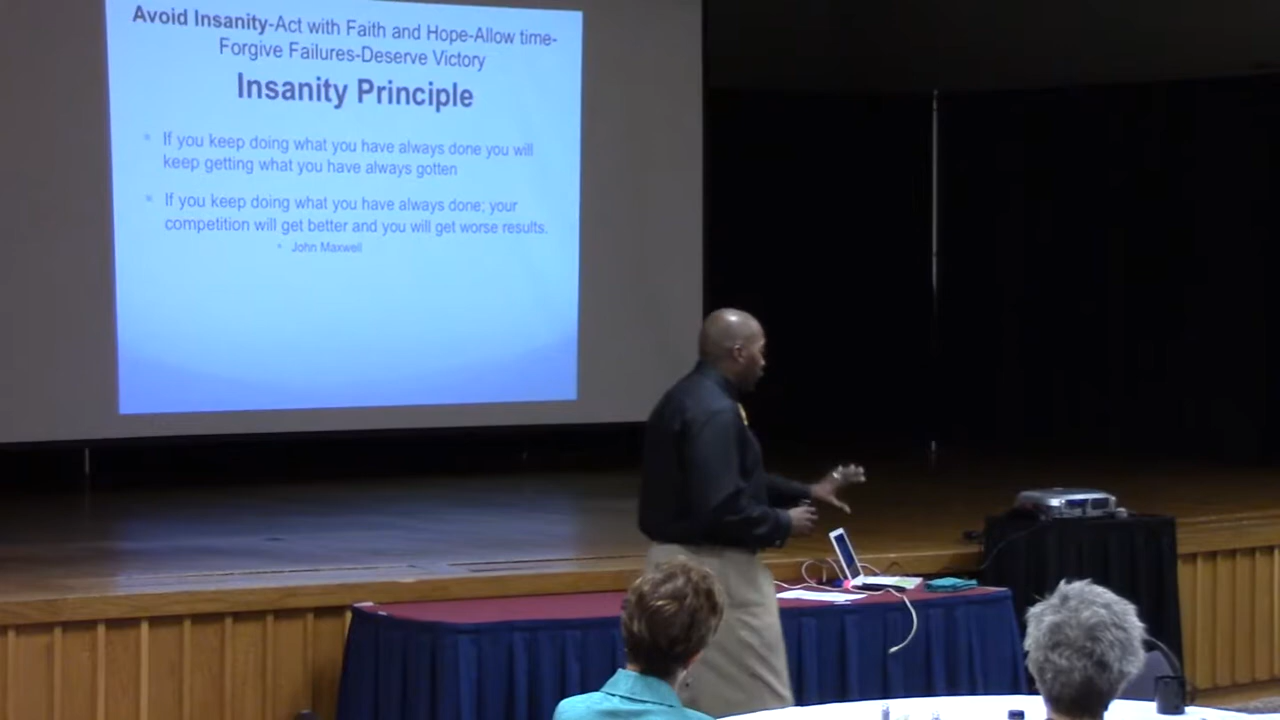 Avoid Insanity-Act with Faith and Hope-Allow time-
Forgive Failures-Deserve Victory
Insanity Principle
If you keep doing what you have always done you will
keep getting what you have always gotten
If you keep doing what you have always done; your
competition will get better and you will get worse results.
John Maxwell